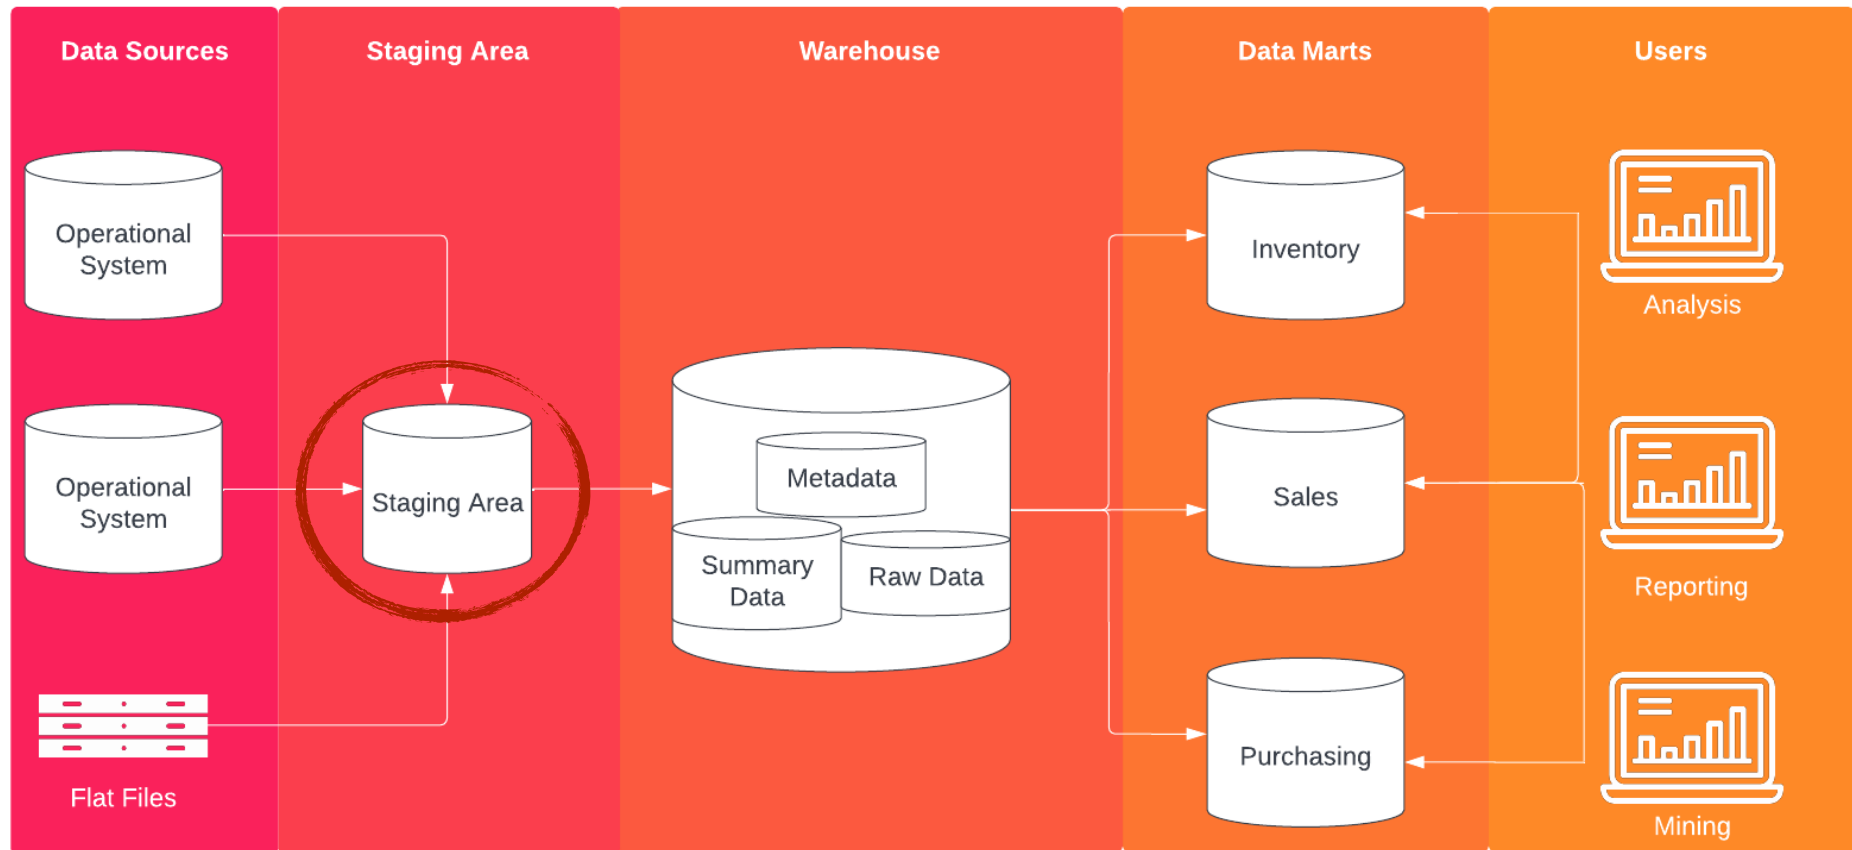 Data Sources
Staging Area
Warehouse
Data Marts
Users
Operational
System
Inventory
Analysis
Operational
System
Staging Area
Metadata
Summary
Data
Raw Data
Sales
Reporting
Flat Files
Purchasing
Mining